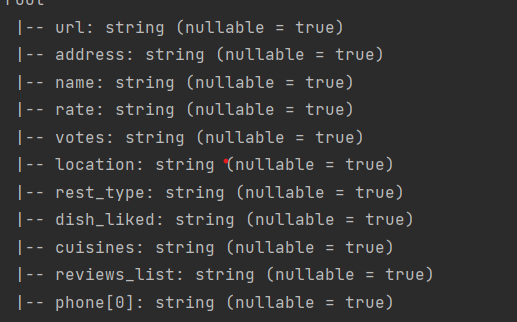 root
|-- url: string (nullable = true)
|-- address: string (nullable = true)
|-- name: string (nullable = true)
|-- rate: string (nullable = true)
|-- votes: string (nullable = true)
|-- location: string (nullable = true)
|-- rest_type: string (nullable = true)
|-- dish_liked: string (nullable = true)
|-- cuisines: string (nullable = true)
|-- reviews_list: string (nullable = true)
|-- phone[0]: string (nullable = true)